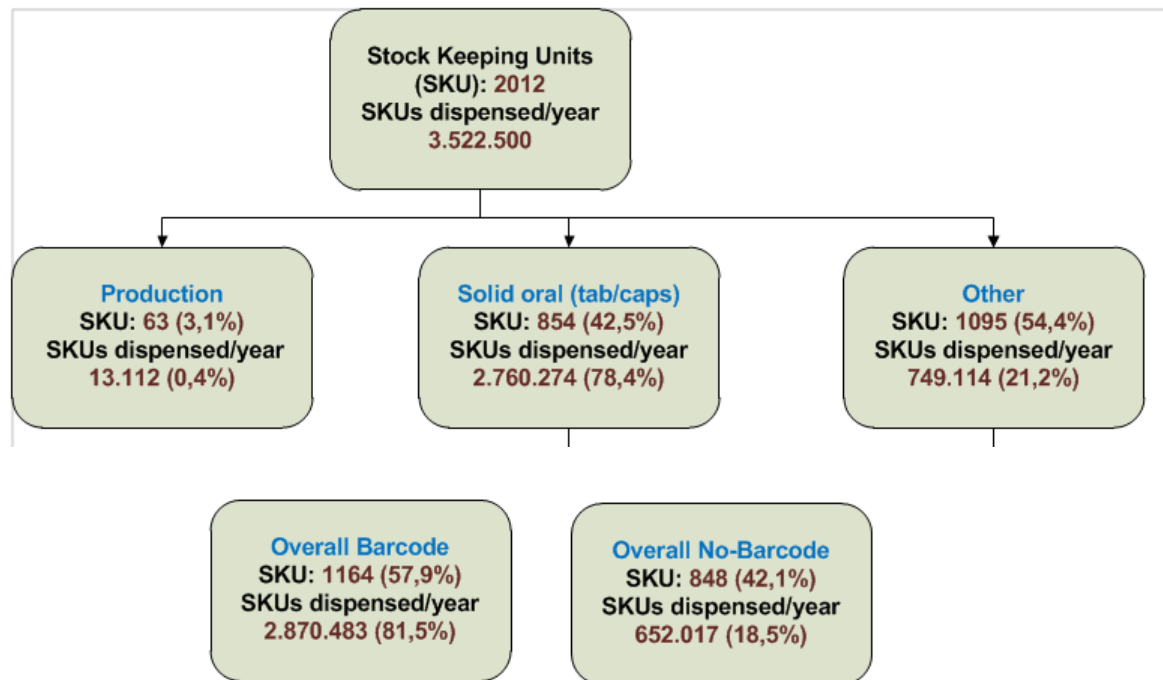 Stock Keeping Units
(SKU): 2012
SKUs dispensed/year
3.522.500
Production
SKU: 63 (3,1%)
SKUs dispensed/year
13.112 (0,4%)
Solid oral (tab/caps)
SKU: 854 (42,5%)
SKUs dispensed/year
2.760.274 (78,4%)
Other
SKU: 1095 (54,4%)
SKUs dispensed/year
749.114 (21,2%)
Overall Barcode
SKU: 1164 (57,9%)
SKUs dispensed/year
2.870.483 (81,5%)
Overall No-Barcode
SKU: 848 (42,1%)
SKUs dispensed/year
652.017 (18,5%)